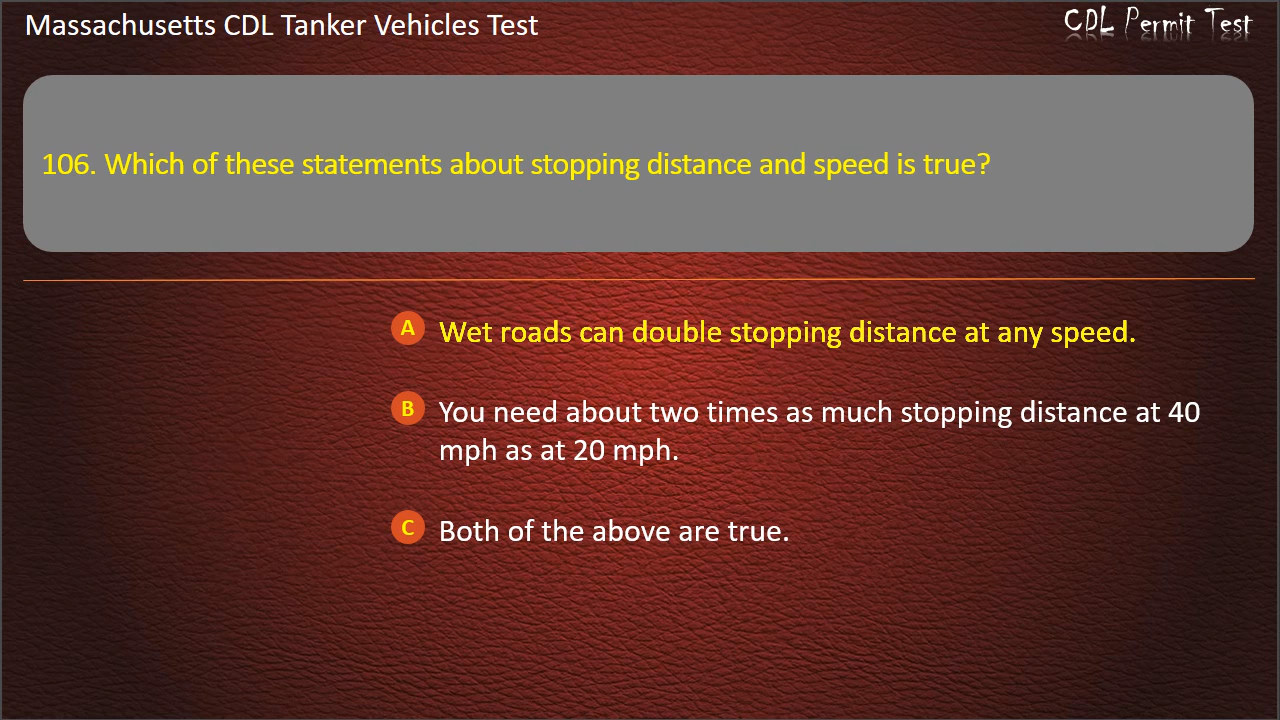 Massachusetts CDL Tanker Vehicles Test
CDL Permit Test
106. Which of these statements about stopping distance and speed is true?
A Wet roads can double stopping distance at any speed.
B You need about two times as much stopping distance at 40
mph as at 20 mph.
C Both of the above are true.